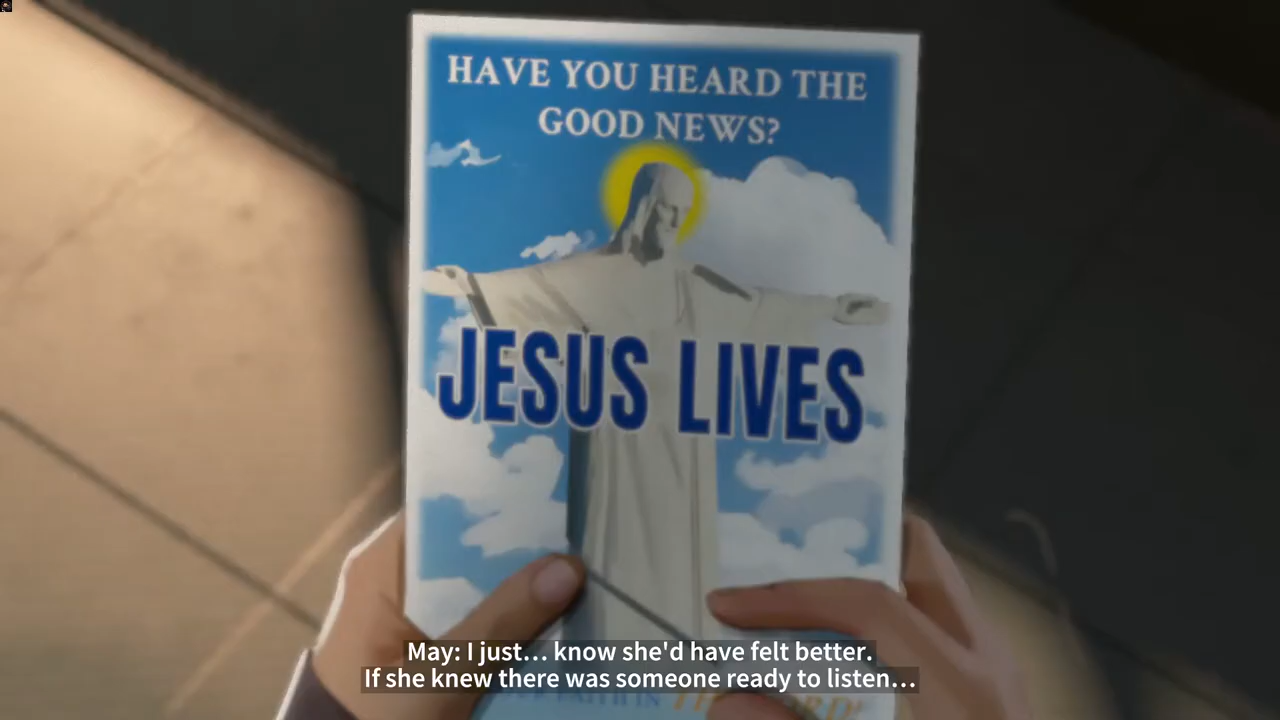 HAVE YOU HEARD THE
GOOD NEWS?
JESUS LIVES
May: I just... know she'd have felt better.
If she knew there was someone ready to listen...